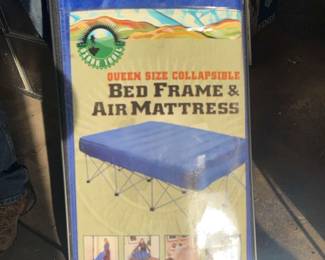 QUEEN SIZE COLLAPSIBLE
BED FRAME &
AIR MATTRESS